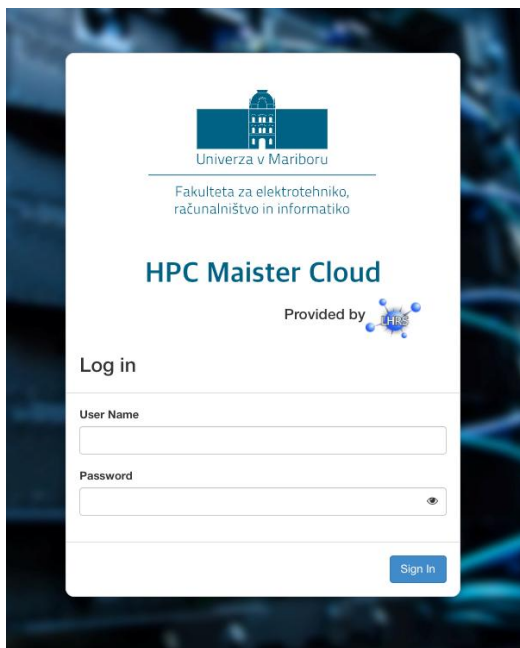 Univerza v Mariboru
Fakulteta za elektrotehniko,
računalništvo in informatiko
HPC Maister Cloud
Provided by LHRS
Log in
User Name
Password
Sign In